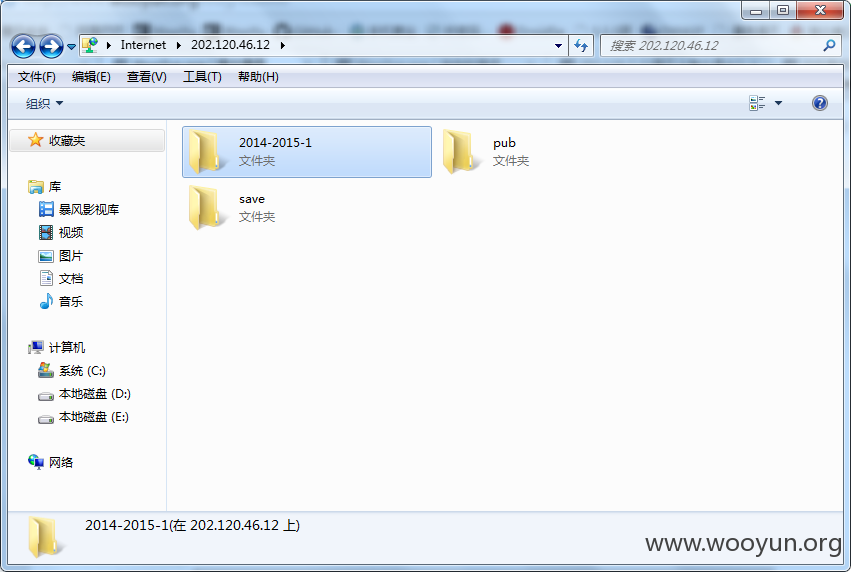 Internet 202.120.46.12
搜索 202.120.46.12
文件(F) 编辑(E) 查看(V) 工具(T) 帮助(H)
组织
收藏夹
库
暴风影视库
视频
图片
文档
音乐
计算机
系统 (C:)
本地磁盘 (D:)
本地磁盘 (E:)
网络
2014-2015-1
文件夹
pub
文件夹
save
文件夹
2014-2015-1(在 202.120.46.12 上)
www.wooyun.org